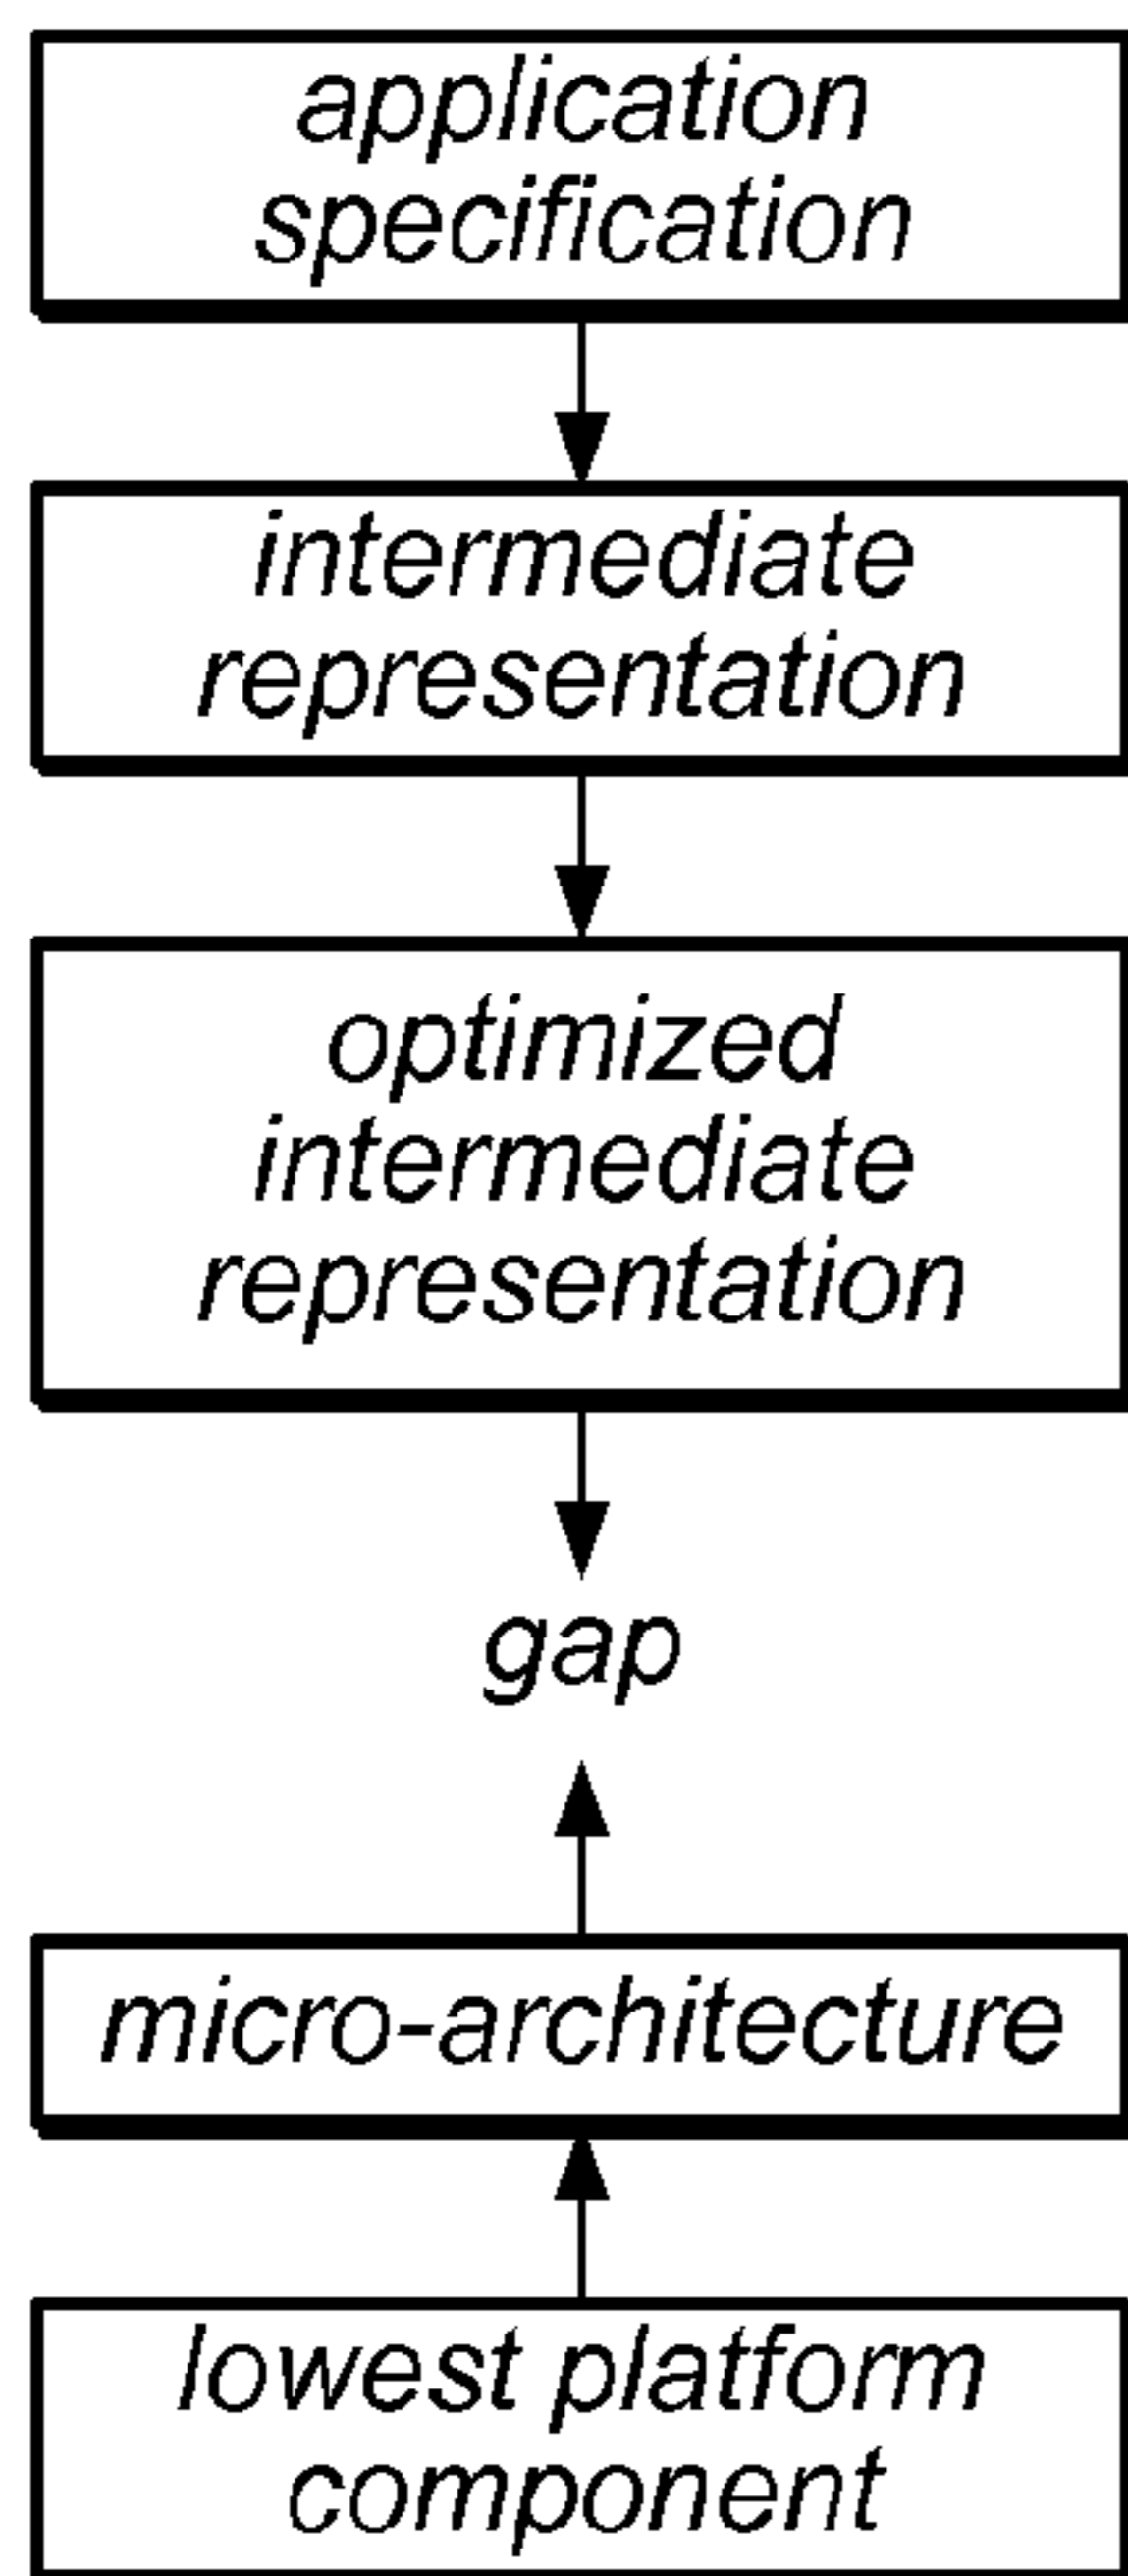 application
specification
intermediate
representation
optimized
intermediate
representation
gap
micro-architecture
lowest platform
component